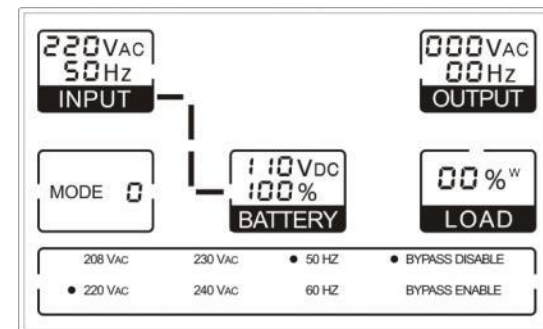 220VAC
50Hz
INPUT
000VAC
00Hz
OUTPUT
MODE 0
110VDC
100%
BATTERY
00%W
LOAD
208 VAC 230 VAC ● 50 HZ ● BYPASS DISABLE
● 220 VAC 240 VAC 60 HZ BYPASS ENABLE